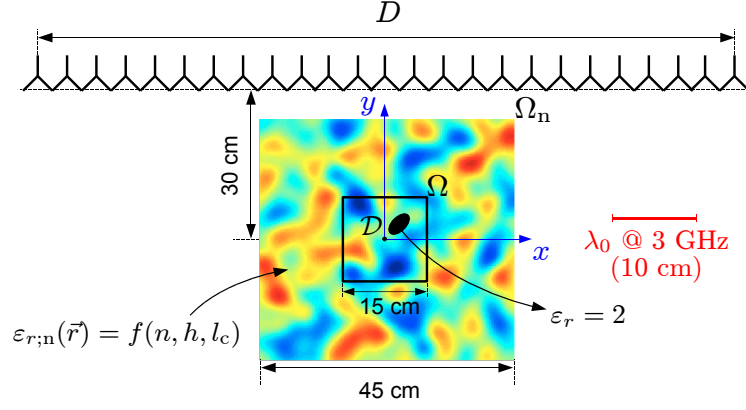 D
y
Ω_n
30 cm
Ω
𝒟
x
λ_0 @ 3 GHz
(10 cm)
15 cm
ε_{r;n}(r⃗) = f(n, h, l_c)
ε_r = 2
45 cm